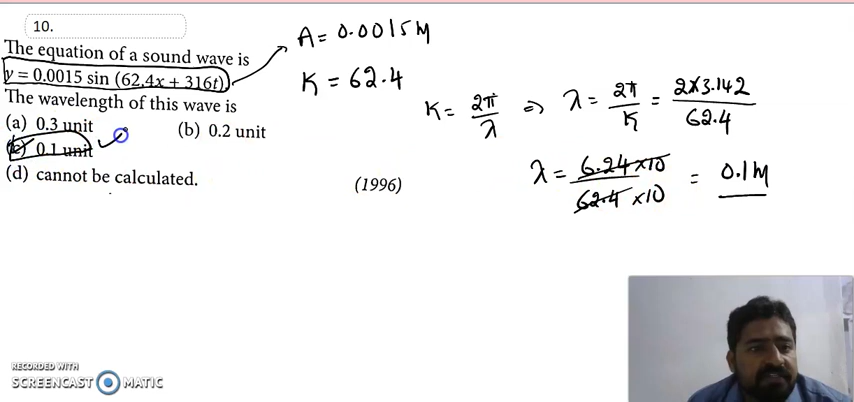 10.
The equation of a sound wave is
y = 0.0015 sin (62.4x + 316t).
The wavelength of this wave is
(a) 0.3 unit
(b) 0.2 unit
(c) 0.1 unit
(d) cannot be calculated.
(1996)
A = 0.0015M
K = 62.4
K = 2π/λ ⇒ λ = 2π/K = 2×3.142/62.4
λ = 6.24×10/62.4×10 = 0.1M
RECORDED WITH
SCREENCAST MATIC